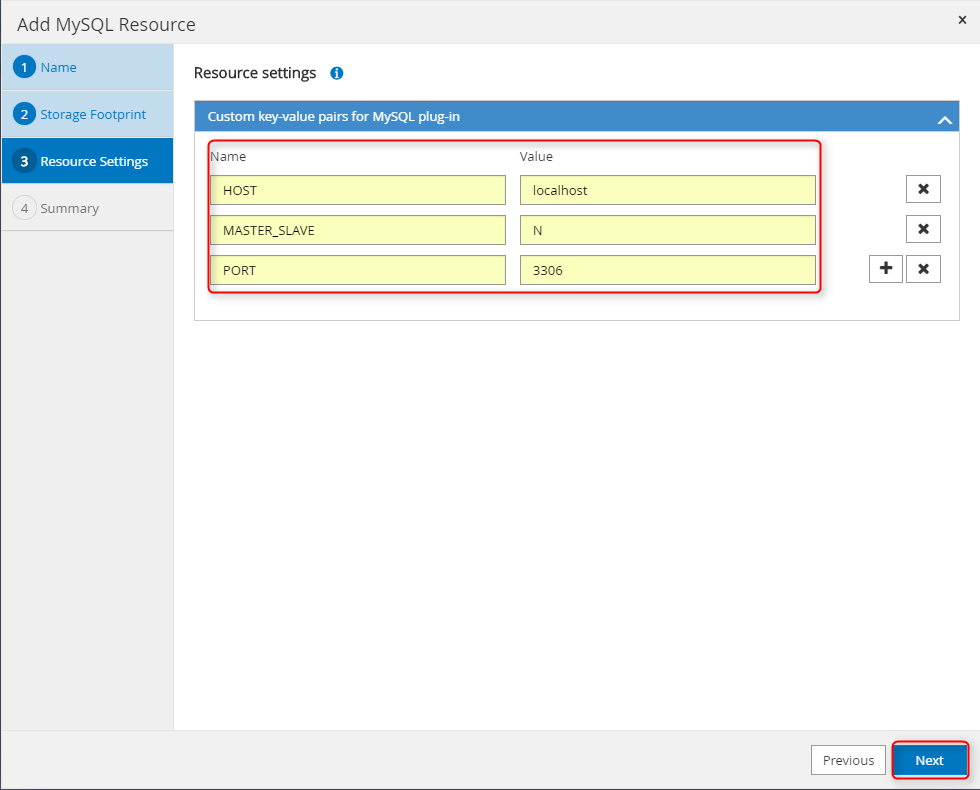 Add MySQL Resource
1 Name
2 Storage Footprint
3 Resource Settings
4 Summary
Resource settings
Custom key-value pairs for MySQL plug-in
Name Value
HOST localhost
MASTER_SLAVE N
PORT 3306
Previous Next